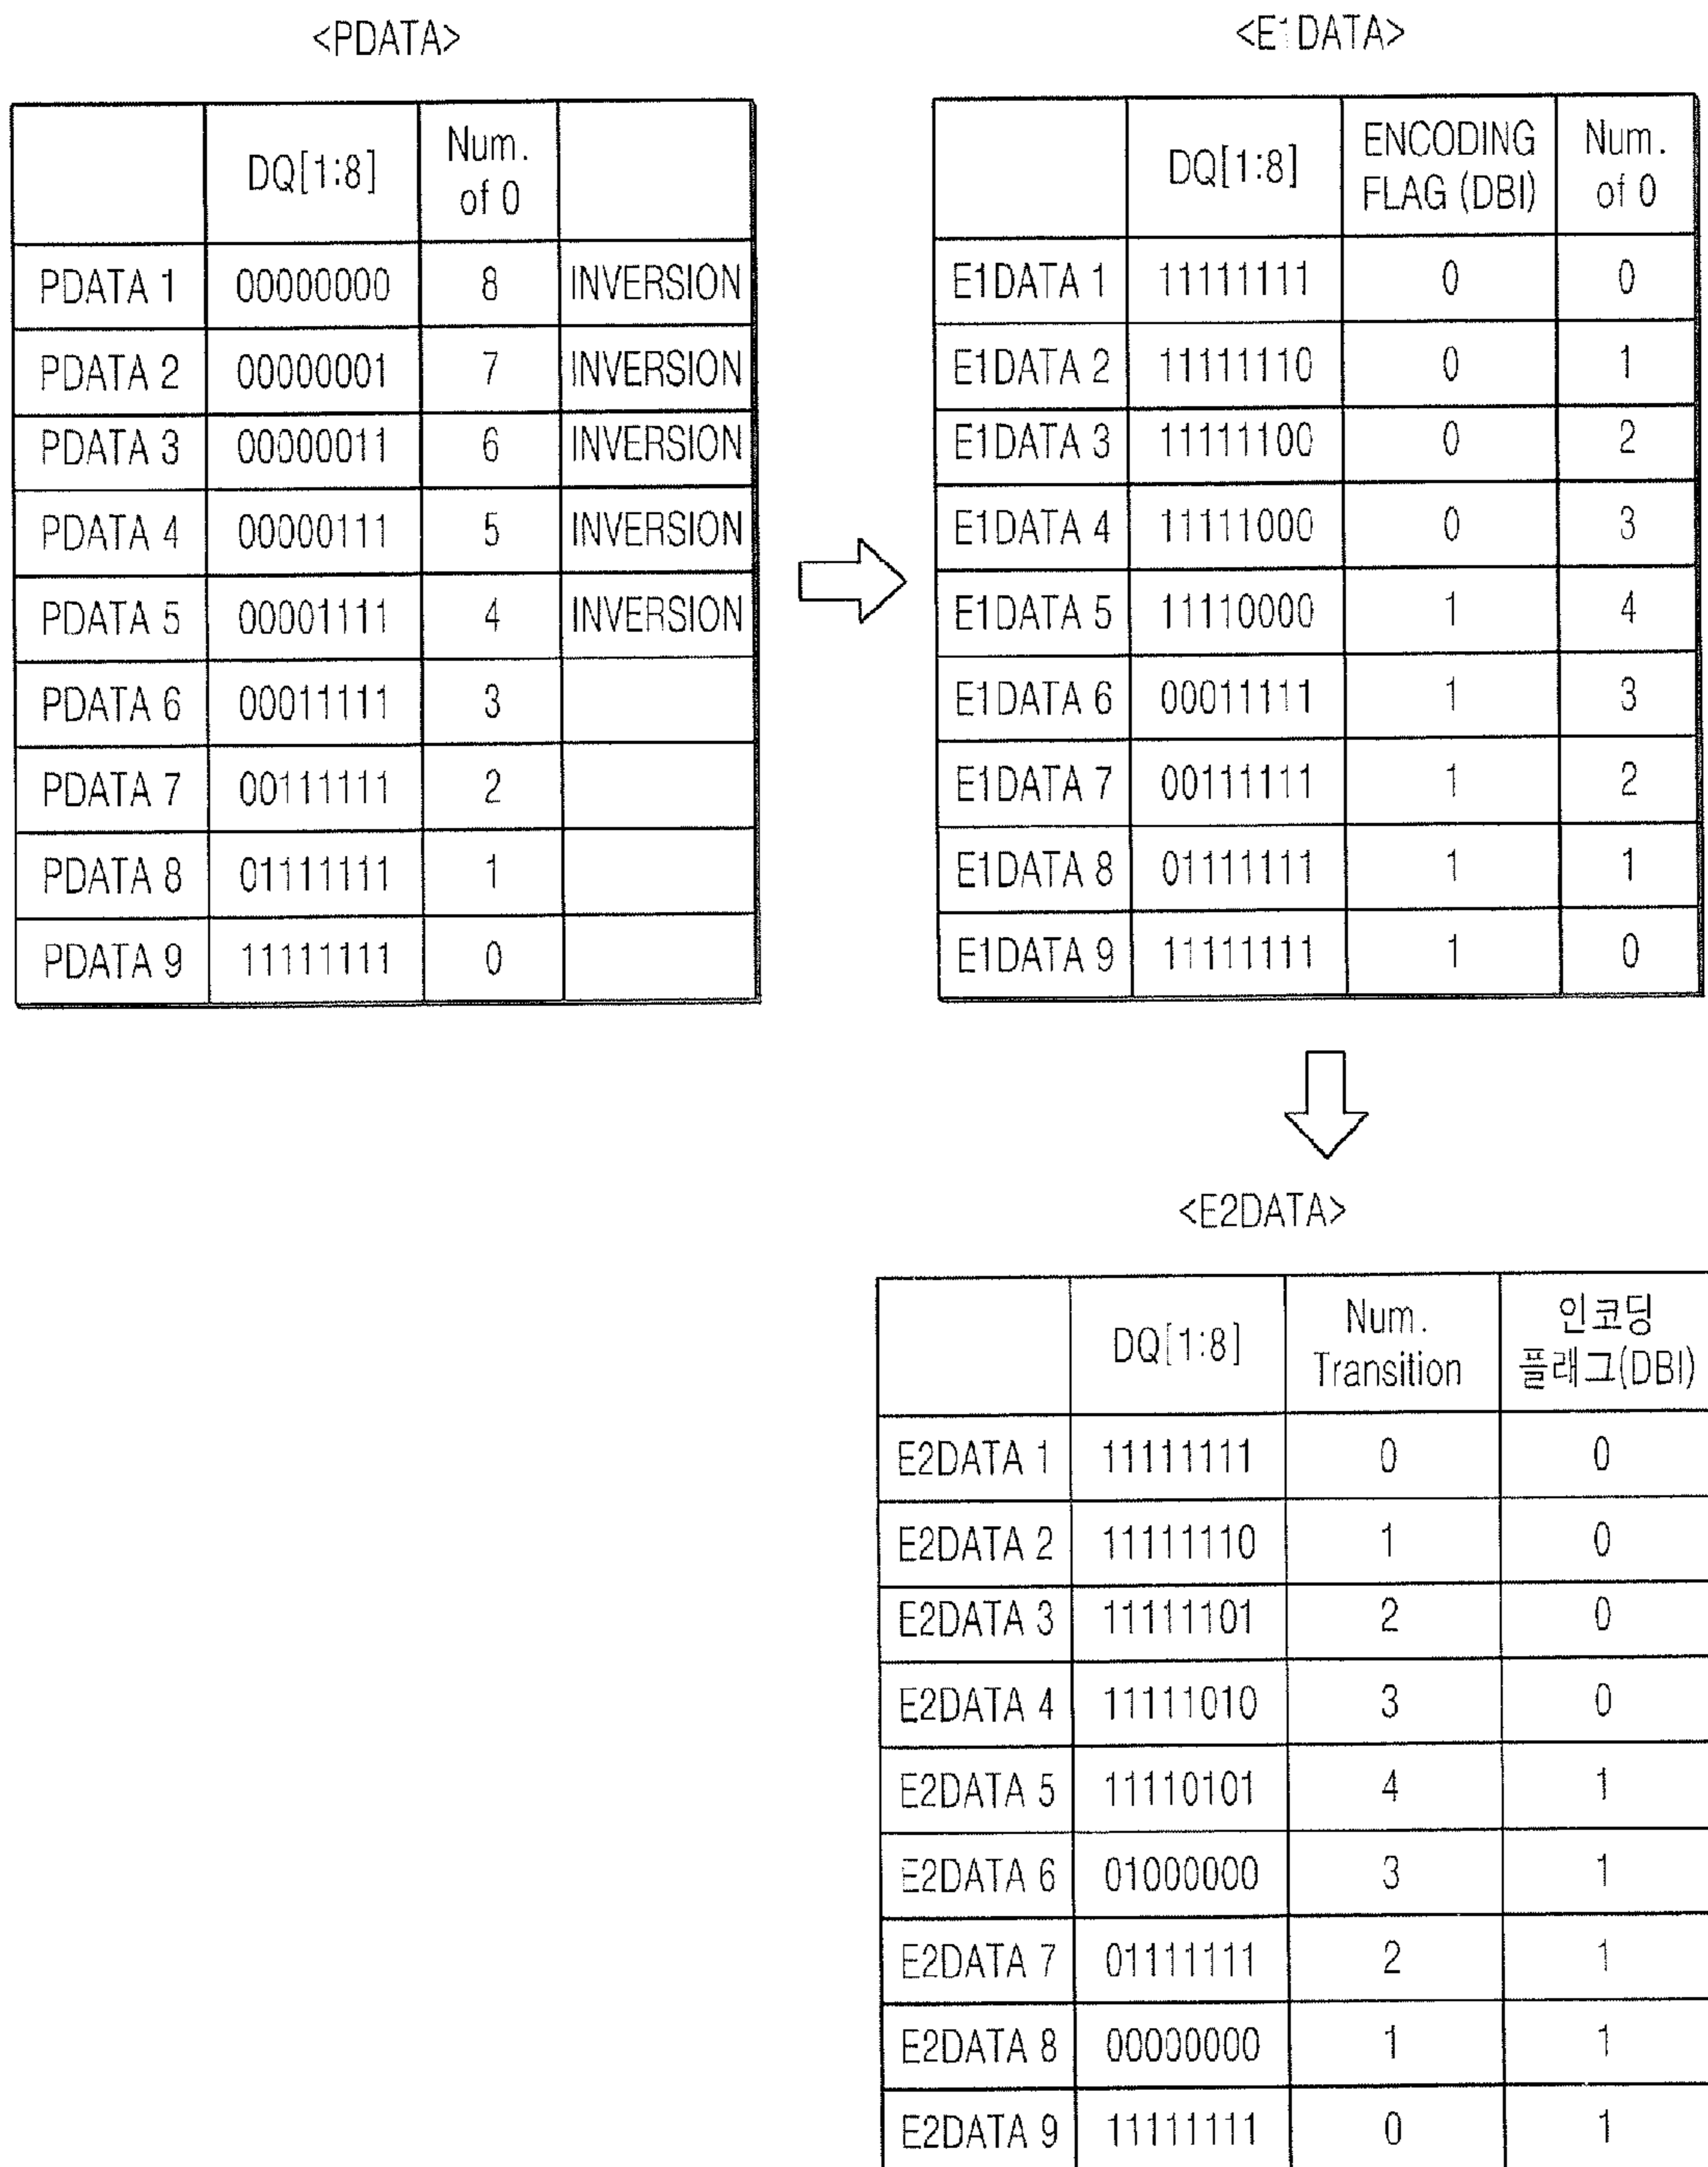 <PDATA>
DQ[1:8] Num. of 0
PDATA 1 00000000 8 INVERSION
PDATA 2 00000001 7 INVERSION
PDATA 3 00000011 6 INVERSION
PDATA 4 00000111 5 INVERSION
PDATA 5 00001111 4 INVERSION
PDATA 6 00011111 3
PDATA 7 00111111 2
PDATA 8 01111111 1
PDATA 9 11111111 0
<E1DATA>
DQ[1:8] ENCODING FLAG (DBI) Num. of 0
E1DATA 1 11111111 0 0
E1DATA 2 11111110 0 1
E1DATA 3 11111100 0 2
E1DATA 4 11111000 0 3
E1DATA 5 11110000 1 4
E1DATA 6 00011111 1 3
E1DATA 7 00111111 1 2
E1DATA 8 01111111 1 1
E1DATA 9 11111111 1 0
<E2DATA>
DQ[1:8] Num. Transition 인코딩 플래그(DBI)
E2DATA 1 11111111 0 0
E2DATA 2 11111110 1 0
E2DATA 3 11111101 2 0
E2DATA 4 11111010 3 0
E2DATA 5 11110101 4 1
E2DATA 6 01000000 3 1
E2DATA 7 01111111 2 1
E2DATA 8 00000000 1 1
E2DATA 9 11111111 0 1